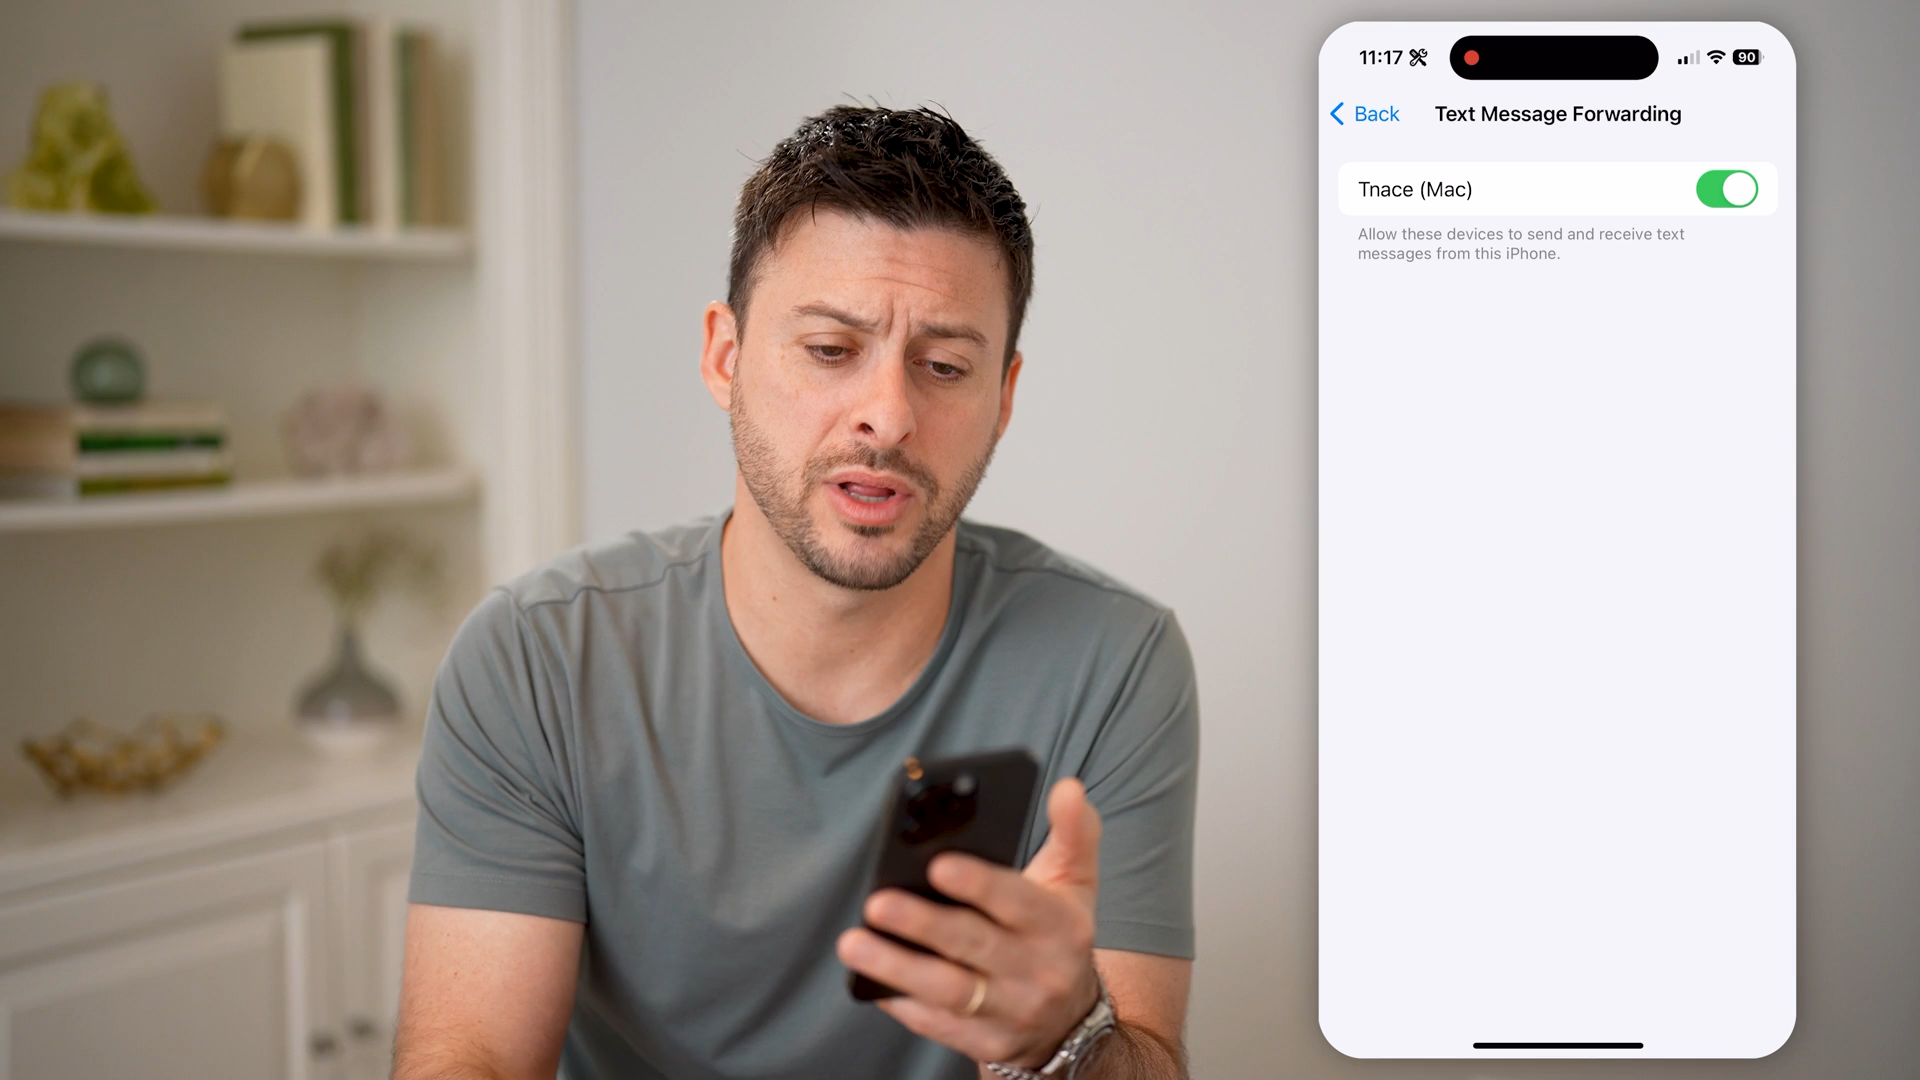 11:17
90
Back
Text Message Forwarding
Tnace (Mac)
Allow these devices to send and receive text
messages from this iPhone.